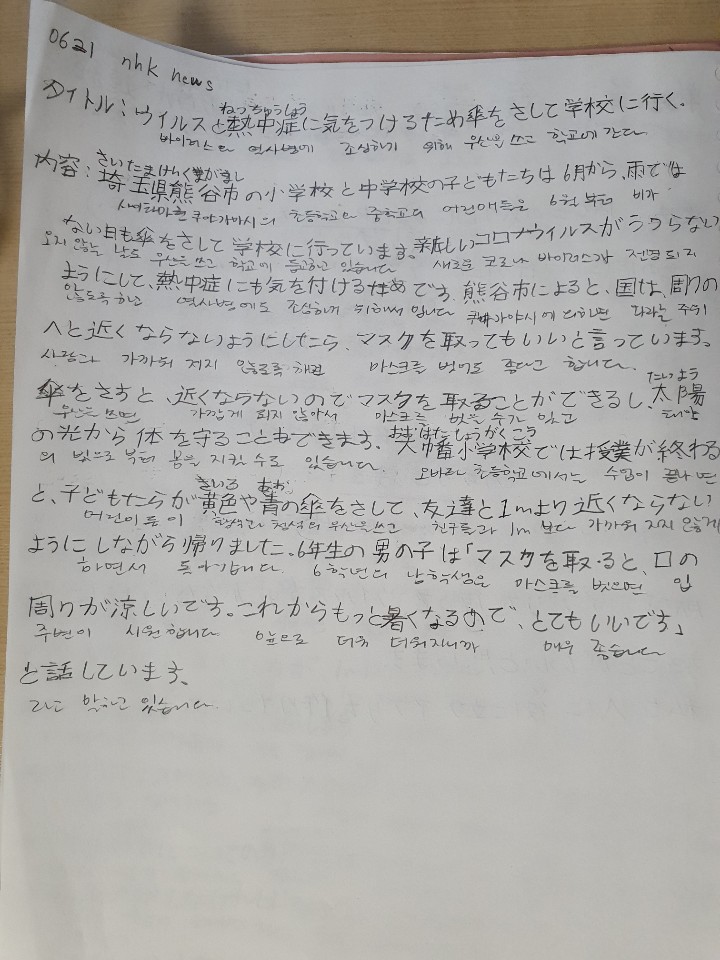 0621 nhk news
ねっちゅうしょう
タイトル：ウイルスと熱中症に気をつけるため傘をさして学校に行く.
바이러스와 열사병에 조심하기 위해 우산을 쓰고 학교에 간다
さいたまけんくまがまし
内容：埼玉県熊谷市の小学校と中学校の子どもたちは6月から、雨では
사이타마현 쿠마가야시의 초등학교와 중학교의 어린애들은 6월 부터 비가
ない日も傘をさして学校に行っています。新しいコロナウイルスがうつらない
오지 않는 날도 우산을 쓰고 학교에 등교하고 있습니다 새로운 코로나 바이러스가 전염되지
ようにして、熱中症にも気を付けるためです. 熊谷市によると、国は、周りの
않도록 하고 열사병에도 조심하기 위해서 입니다 쿠마가야시에 의하면 나라는 주위
人と近くならないようにしたら、マスクを取ってもいいと言っています。
사람과 가까워 지지 않도록 하면 마스크를 벗어도 좋다고 합니다.
傘をさすと、近くならないのでマスクを取ることができるし、太陽
たいよう
우산을 쓰면 가깝게 되지 않아서 마스크를 벗을 수가 있고 태양
の光から体を守ることもできます. 大幡小学校では授業が終わる
おおはたしょうがくこう
의 빛으로 부터 몸을 지킬 수도 있습니다. 오바타 초등학교에서는 수업이 끝나면
きいろ あお
と、子どもたちが黄色や青の傘をさして、友達と1mより近くならない
어린이들이 황색과 청색의 우산을 쓰고 친구들과 1m 보다 가까워 지지 않게
ようにしながら帰りました。6年生の男の子は「マスクを取ると、口の
하면서 돌아갑니다. 6학년의 남학생은 마스크를 벗으면 입
周りが涼しいです。これからもっと暑くなるので、とてもいいです」
주변이 시원합니다 앞으로 더욱 더워지니까 매우 좋습니다
と話しています.
라고 말하고 있습니다.